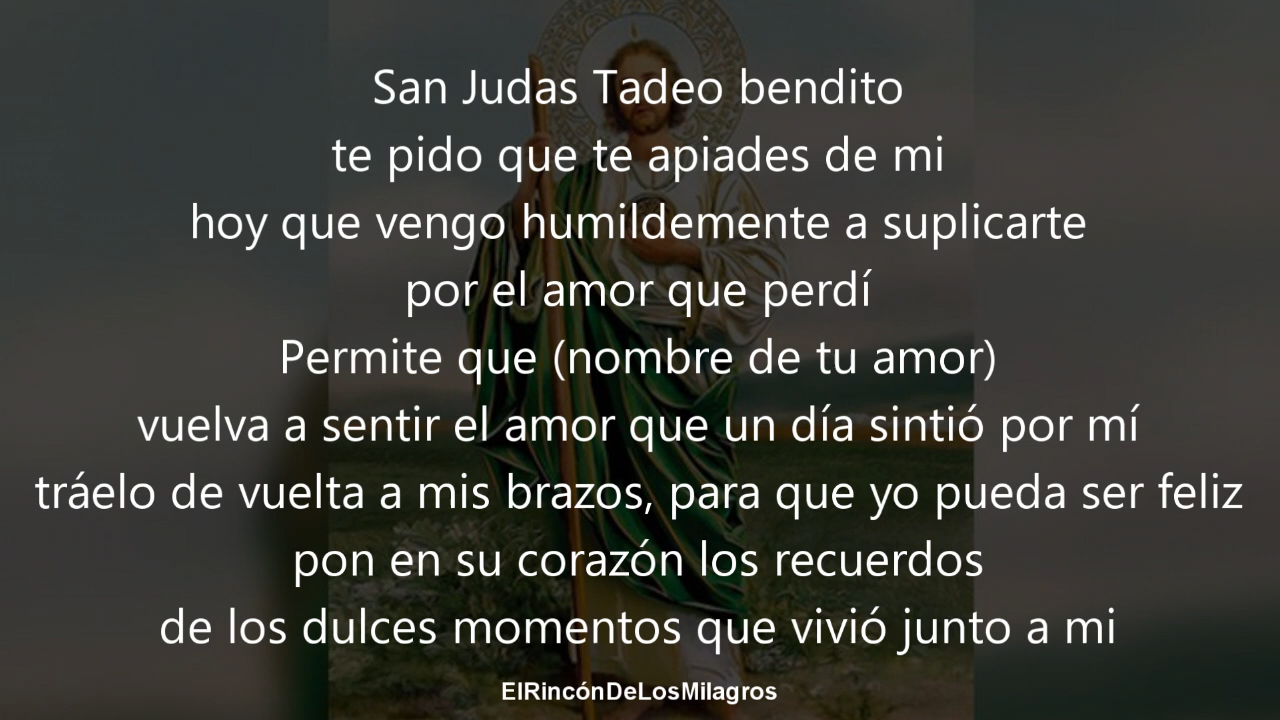 San Judas Tadeo bendito
te pido que te apiades de mi
hoy que vengo humildemente a suplicarte
por el amor que perdí
Permite que (nombre de tu amor)
vuelva a sentir el amor que un día sintió por mí
tráelo de vuelta a mis brazos, para que yo pueda ser feliz
pon en su corazón los recuerdos
de los dulces momentos que vivió junto a mi
ElRincónDeLosMilagros